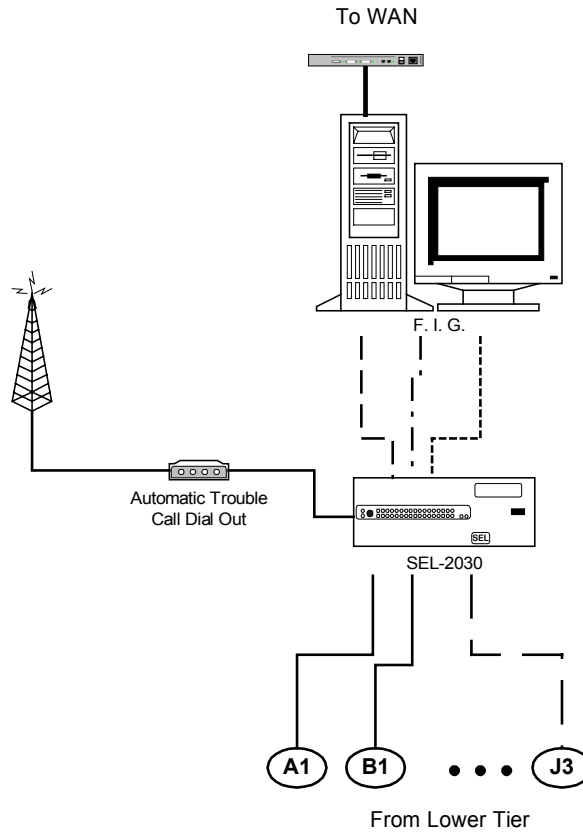 To WAN
F. I. G.
Automatic Trouble
Call Dial Out
SEL
SEL-2030
A1
B1
J3
From Lower Tier